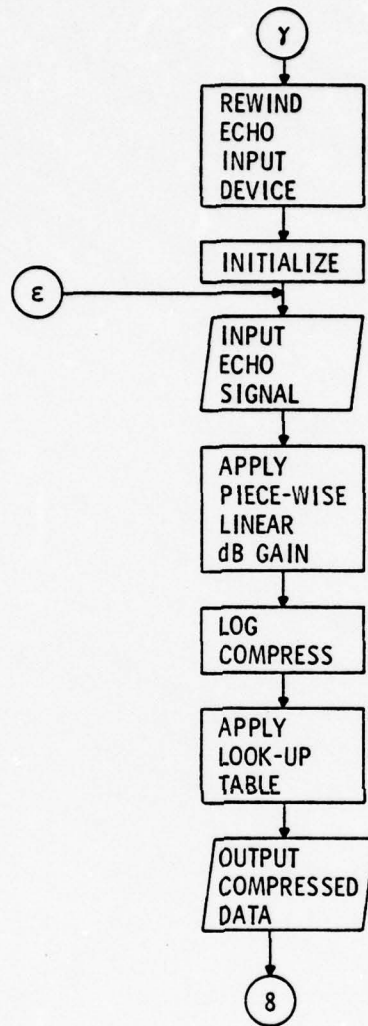 γ
REWIND
ECHO
INPUT
DEVICE
INITIALIZE
ε
INPUT
ECHO
SIGNAL
APPLY
PIECE-WISE
LINEAR
dB GAIN
LOG
COMPRESS
APPLY
LOOK-UP
TABLE
OUTPUT
COMPRESSED
DATA
8